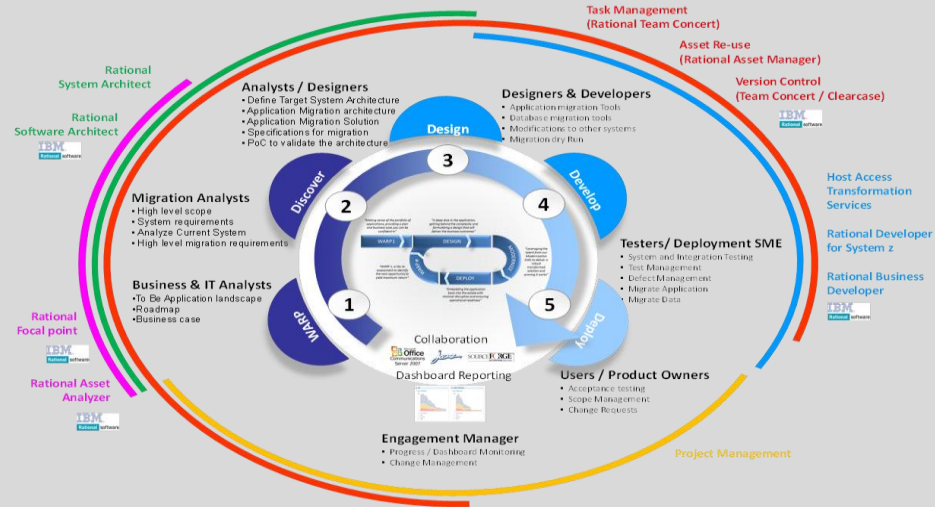 Task Management
(Rational Team Concert)
Asset Re-use
(Rational Asset Manager)
Version Control
(Team Concert / Clearcase)
IBM
Rational software
Rational
System Architect
Rational
Software Architect
IBM
Rational software
Analysts / Designers
• Define Target System Architecture
• Application Migration architecture
• Application Migration Solution
• Specifications for migration
• PoC to validate the architecture
Designers & Developers
• Application migration Tools
• Database migration tools
• Modifications to other systems
• Migration dry Run
Design
3
Discover
2
Develop
4
Migration Analysts
• High level scope
• System requirements
• Analyze Current System
• High level migration requirements
Host Access
Transformation
Services
Rational Developer
for System z
Rational Business
Developer
IBM
Rational software
WARP1
DESIGN
DEPLOY
Testers/ Deployment SME
• System and Integration Testing
• Test Management
• Defect Management
• Migrate Application
• Migrate Data
Business & IT Analysts
•To Be Application landscape
•Roadmap
•Business case
WARP
1
5
Deploy
Rational
Focal point
IBM
Rational software
Rational Asset
Analyzer
IBM
Rational software
Collaboration
Office
Communications
Server 2007
SOURCEFORGE
Dashboard Reporting
Users / Product Owners
• Acceptance testing
• Scope Management
• Change Requests
Engagement Manager
• Progress / Dashboard Monitoring
• Change Management
Project Management